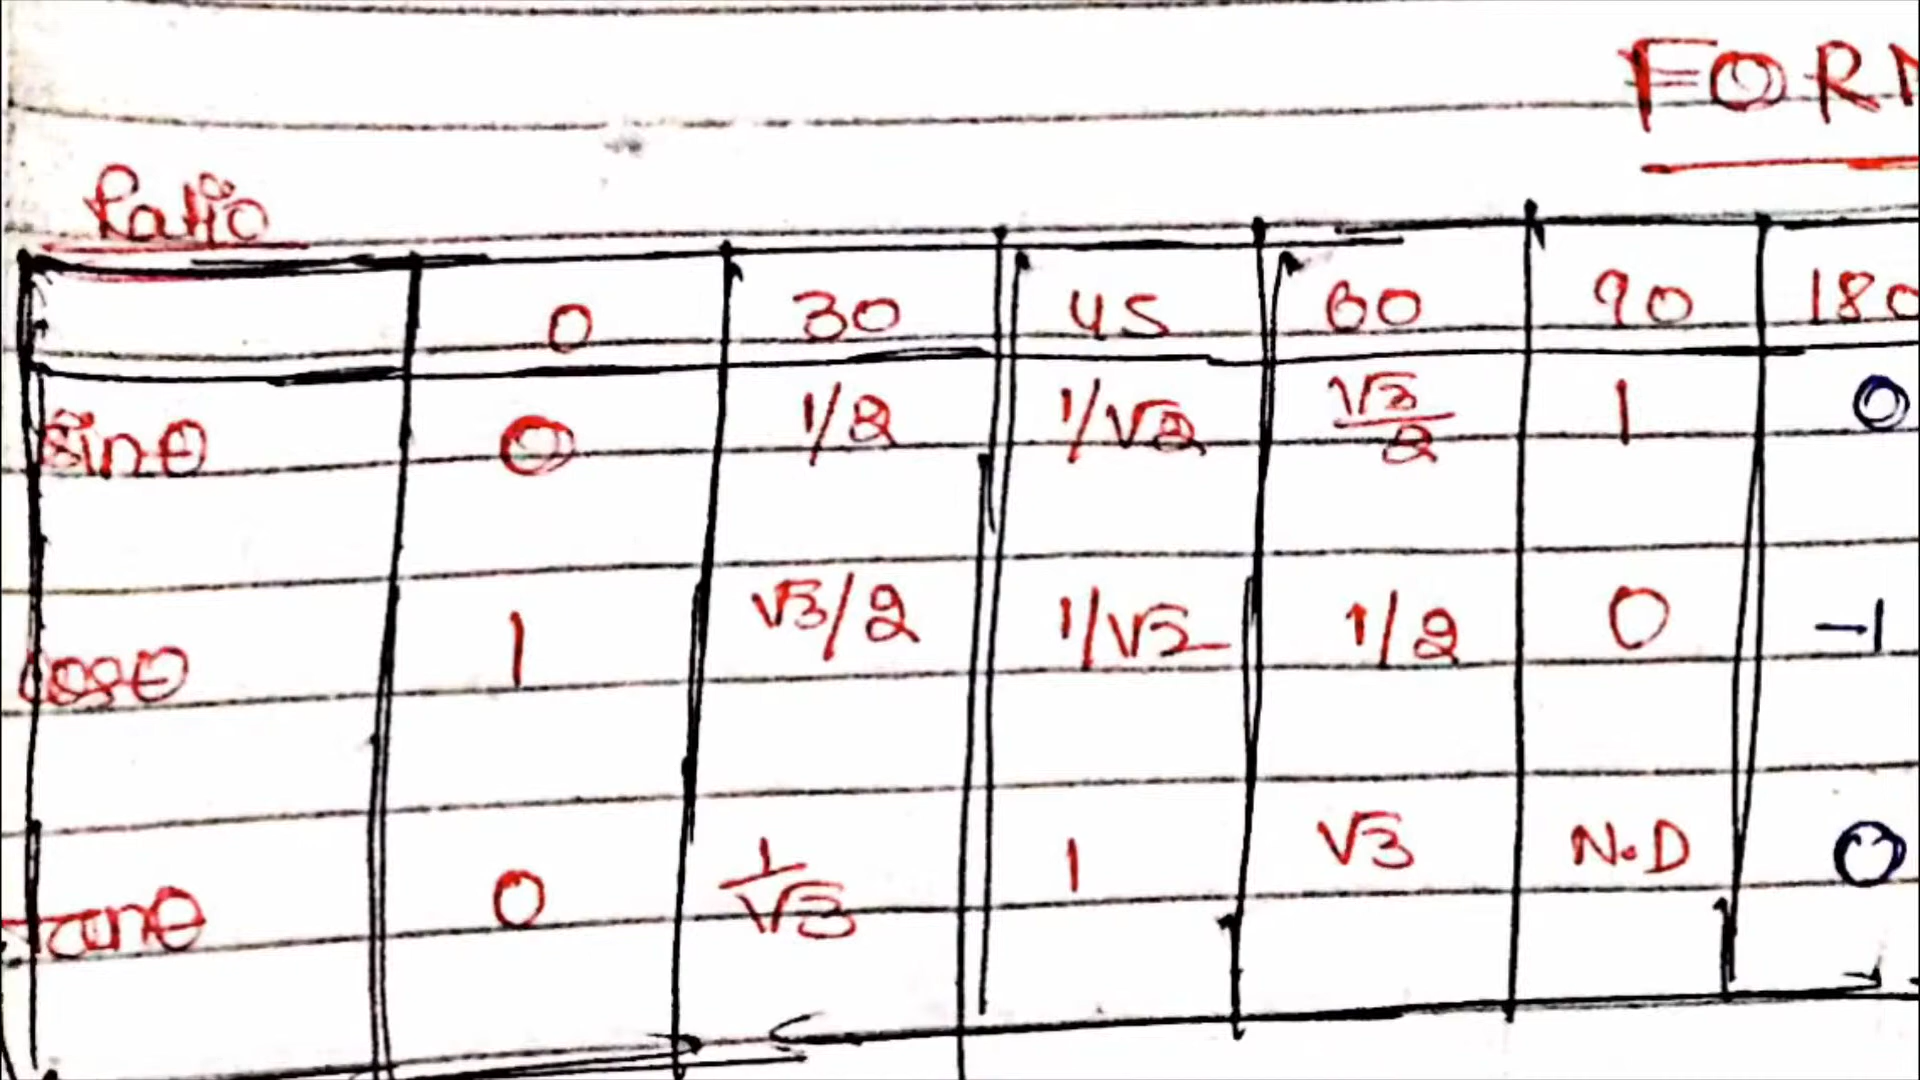 FORM
Ratio
0 30 45 60 90 180
sinθ 0 1/2 1/√2 √3/2 1 0
cosθ 1 √3/2 1/√2 1/2 0 -1
tanθ 0 1/√3 1 √3 N.D 0